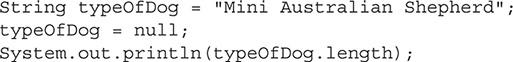 String typeOfDog = "Mini Australian Shepherd";
typeOfDog = null;
System.out.println(typeOfDog.length);